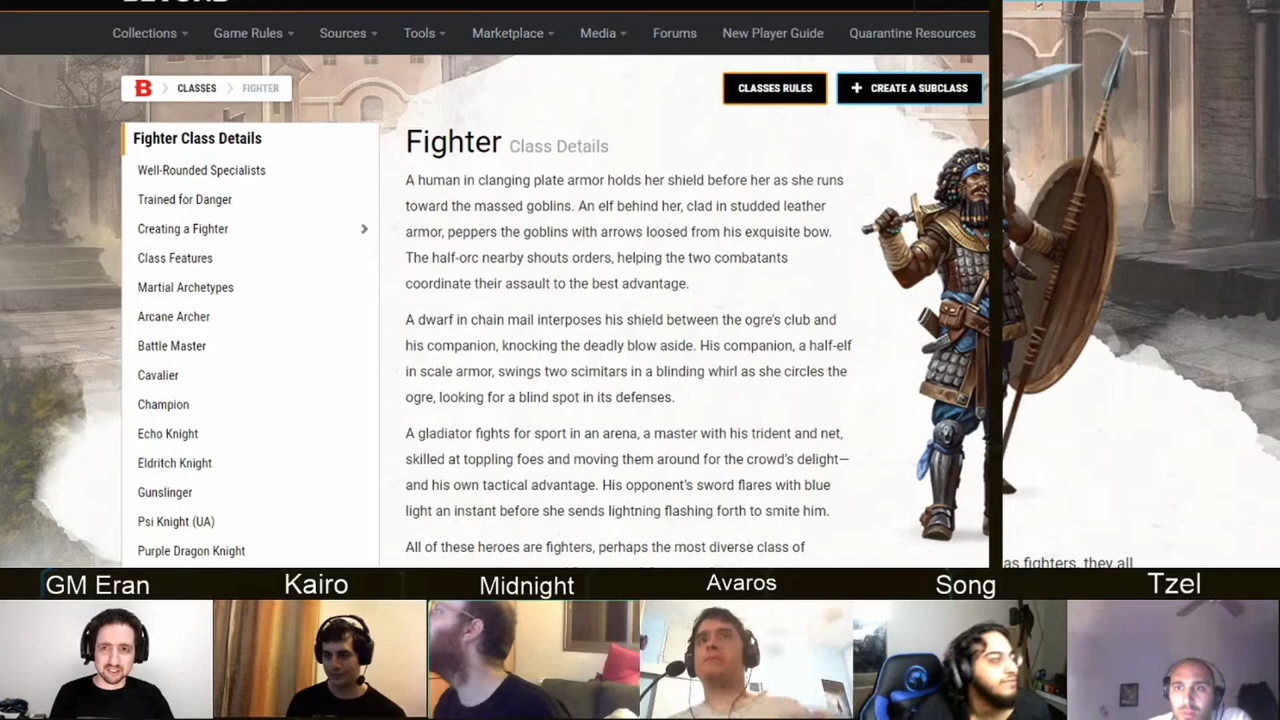 BEYOND
Collections
Game Rules
Sources
Tools
Marketplace
Media
Forums
New Player Guide
Quarantine Resources
B
CLASSES
FIGHTER
CLASSES RULES
+ CREATE A SUBCLASS
Fighter Class Details
Well-Rounded Specialists
Trained for Danger
Creating a Fighter
Class Features
Martial Archetypes
Arcane Archer
Battle Master
Cavalier
Champion
Echo Knight
Eldritch Knight
Gunslinger
Psi Knight (UA)
Purple Dragon Knight
Fighter Class Details
A human in clanging plate armor holds her shield before her as she runs
toward the massed goblins. An elf behind her, clad in studded leather
armor, peppers the goblins with arrows loosed from his exquisite bow.
The half-orc nearby shouts orders, helping the two combatants
coordinate their assault to the best advantage.
A dwarf in chain mail interposes his shield between the ogre's club and
his companion, knocking the deadly blow aside. His companion, a half-elf
in scale armor, swings two scimitars in a blinding whirl as she circles the
ogre, looking for a blind spot in its defenses.
A gladiator fights for sport in an arena, a master with his trident and net,
skilled at toppling foes and moving them around for the crowd's delight—
and his own tactical advantage. His opponent's sword flares with blue
light an instant before she sends lightning flashing forth to smite him.
All of these heroes are fighters, perhaps the most diverse class of
as fighters, they all
GM Eran
Kairo
Midnight
Avaros
Song
Tzel